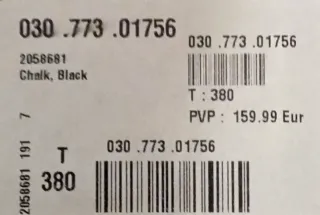 030 .773 .01756
2058681
Chalk, Black
030 .773 .01756
T : 380
PVP : 159.99 Eur
2058681 191 7
T
380
030 .773 .01756